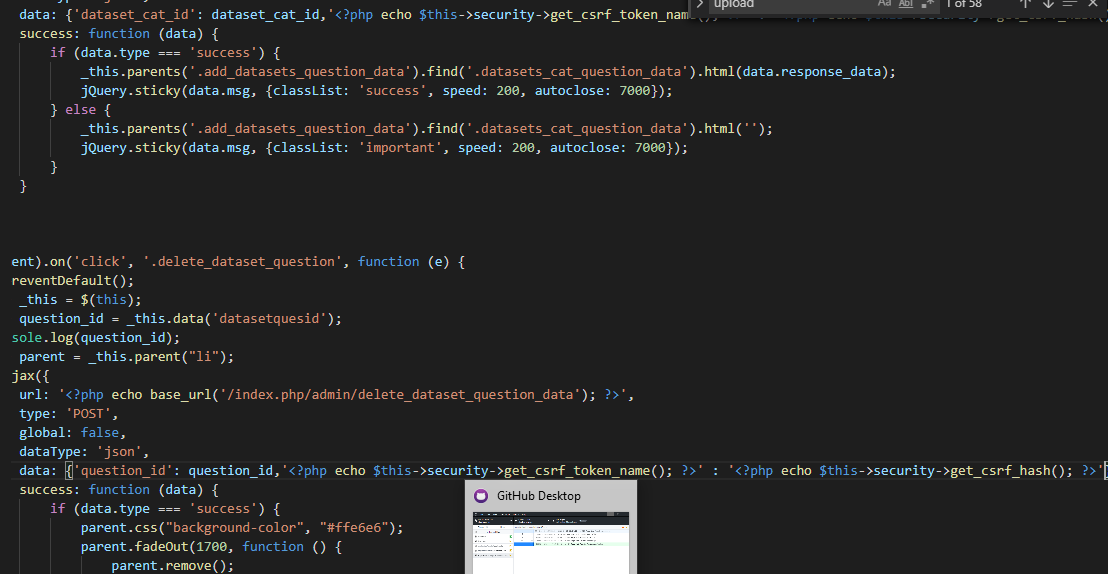 data: {'dataset_cat_id': dataset_cat_id,'<?php echo $this->security->get_csrf_token_name();
upload
Aa Abl .*
1 of 58
success: function (data) {
if (data.type === 'success') {
_this.parents('.add_datasets_question_data').find('.datasets_cat_question_data').html(data.response_data);
jQuery.sticky(data.msg, {classList: 'success', speed: 200, autoclose: 7000});
} else {
_this.parents('.add_datasets_question_data').find('.datasets_cat_question_data').html('');
jQuery.sticky(data.msg, {classList: 'important', speed: 200, autoclose: 7000});
}
}
ent).on('click', '.delete_dataset_question', function (e) {
reventDefault();
_this = $(this);
question_id = _this.data('datasetquesid');
sole.log(question_id);
parent = _this.parent("li");
jax({
url: '<?php echo base_url('/index.php/admin/delete_dataset_question_data'); ?>',
type: 'POST',
global: false,
dataType: 'json',
data: {'question_id': question_id,'<?php echo $this->security->get_csrf_token_name(); ?>' : '<?php echo $this->security->get_csrf_hash(); ?>'}
success: function (data) {
if (data.type === 'success') {
parent.css("background-color", "#ffe6e6");
parent.fadeOut(1700, function () {
parent.remove();
GitHub Desktop